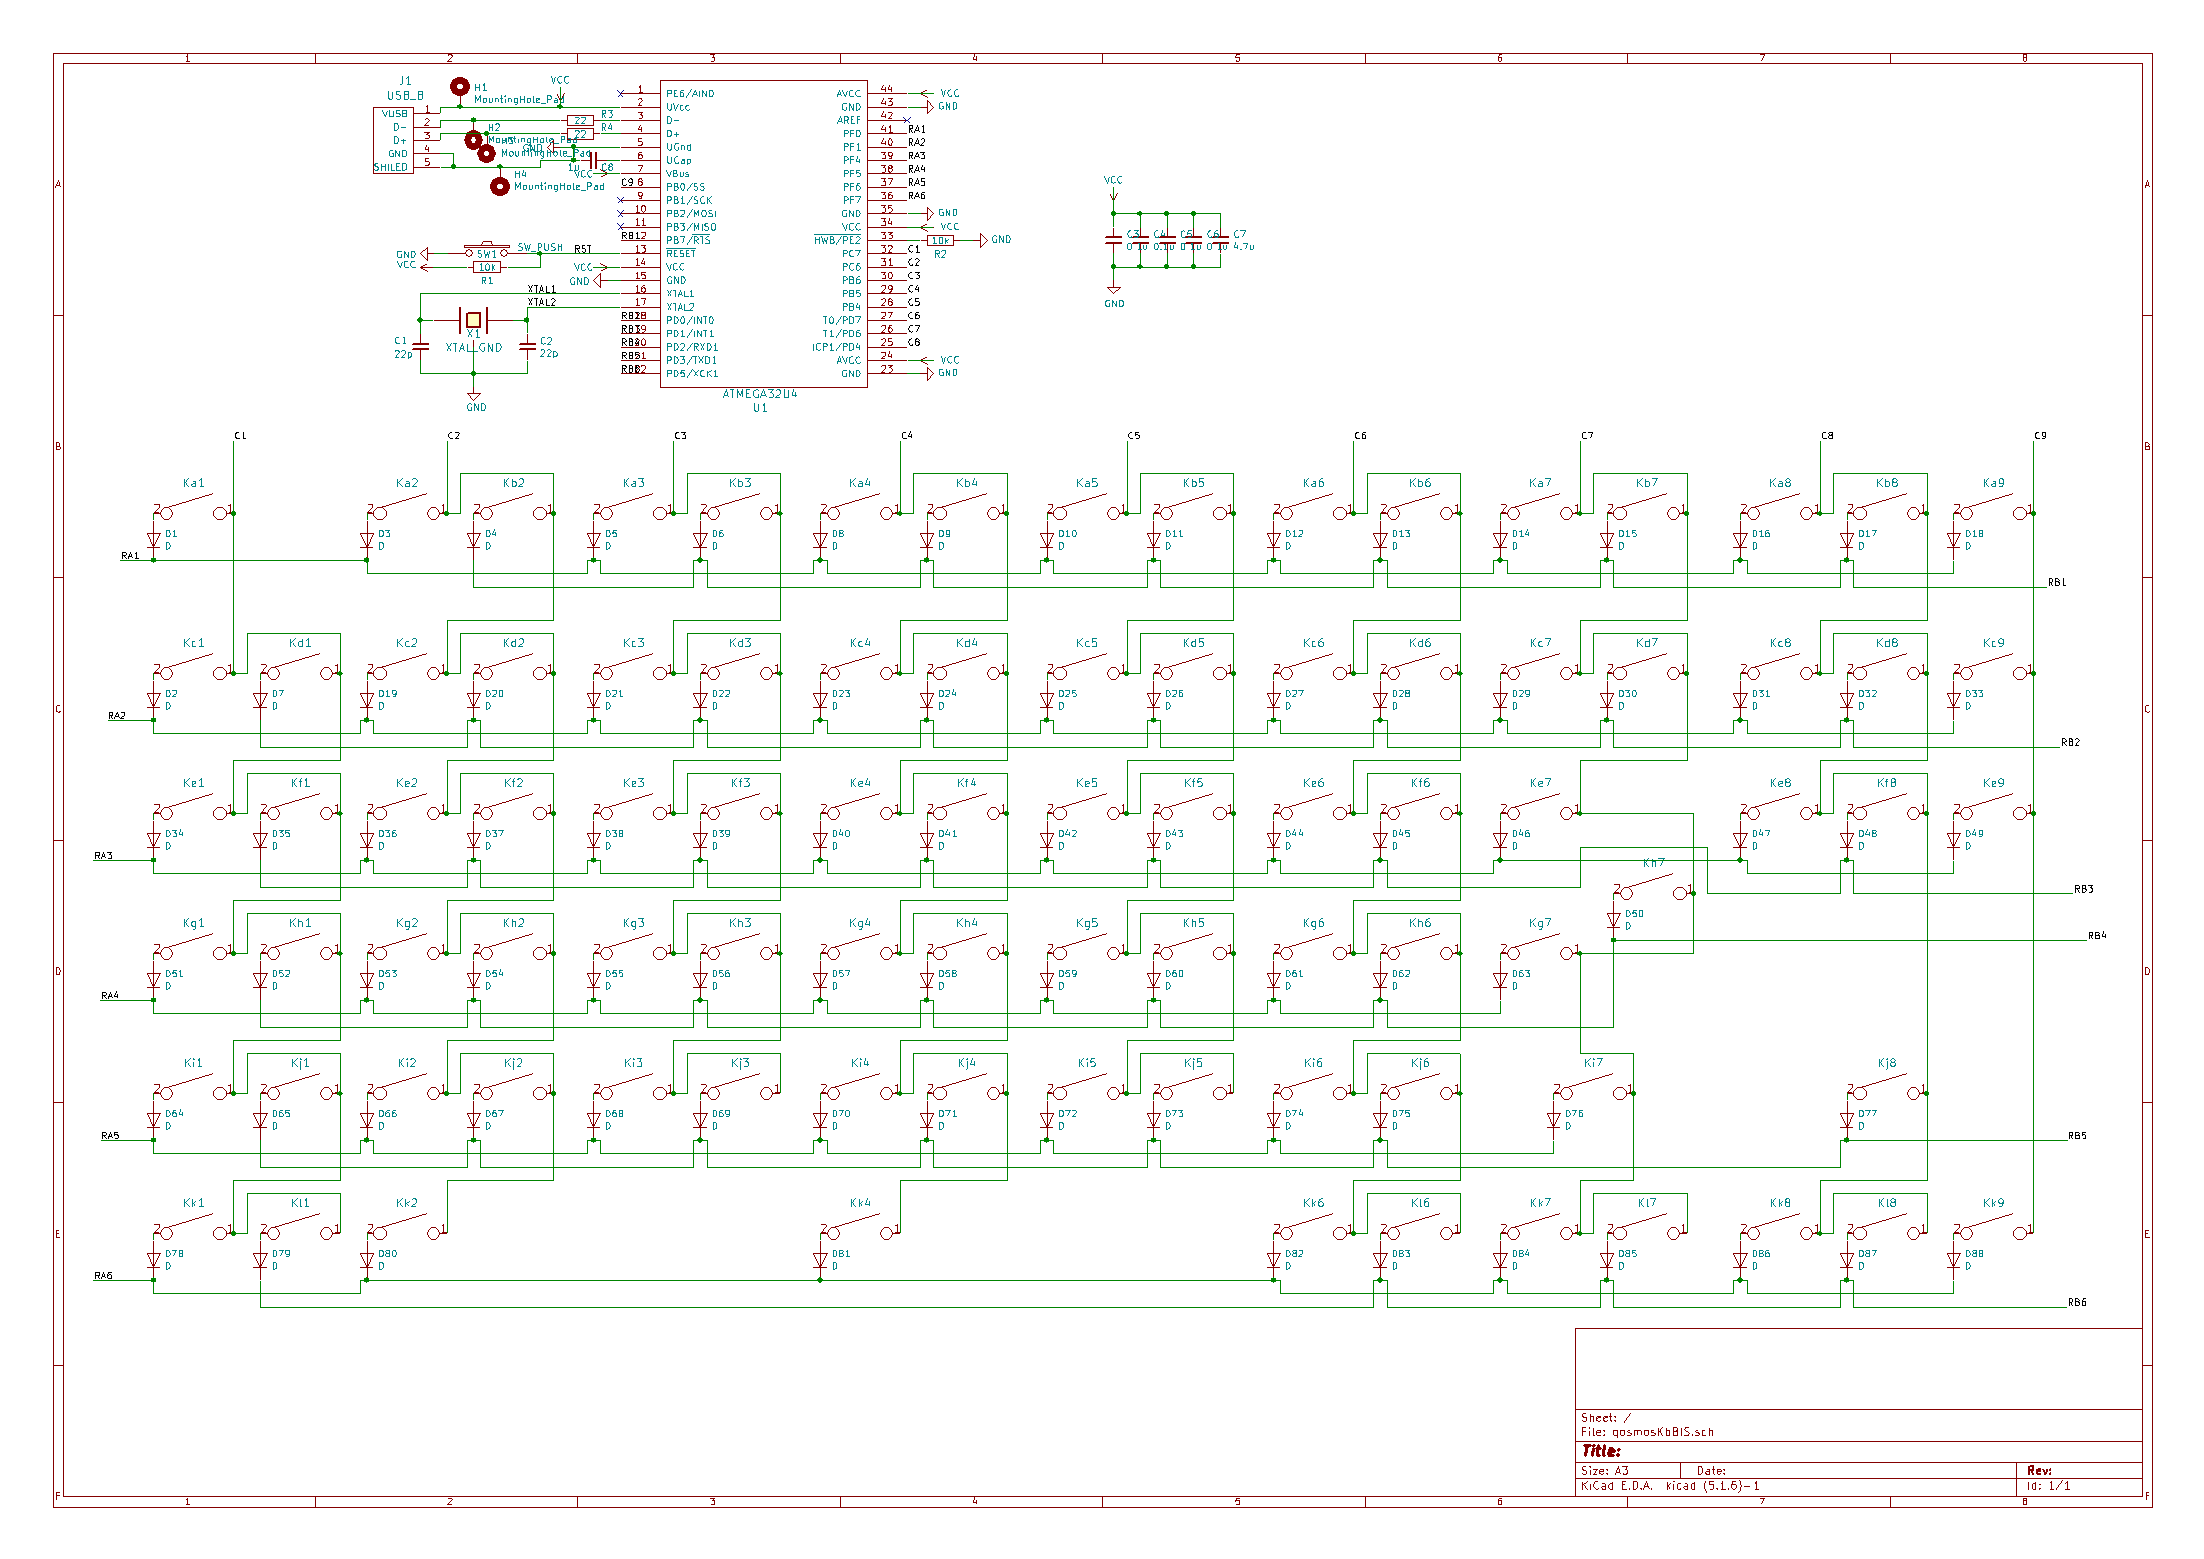 1 2 3 4 5 6 7 8
J1
USB_B
H1
MountingHole_Pad
VCC
VUSB 1
D- 2
D+ 3
GND 4
SHILED 5
H2
MountingHole_Pad
H3
MountingHole_Pad
H4
MountingHole_Pad
22 R3
22 R4
GND
1u C8
VCC
C9
1 PE6/AIN0
2 UVcc
3 D-
4 D+
5 UGnd
6 UCap
7 VBus
8 PB0/SS
9 PB1/SCK
10 PB2/MOSI
11 PB3/MISO
12 PB7/RTS
13 RESET
14 VCC
15 GND
16 XTAL1
17 XTAL2
18 PD0/INT0
19 PD1/INT1
20 PD2/RXD1
21 PD3/TXD1
22 PD5/XCK1
AVCC 44 VCC
GND 43 GND
AREF 42
PF0 41 RA1
PF1 40 RA2
PF4 39 RA3
PF5 38 RA4
PF6 37 RA5
PF7 36 RA6
GND 35 GND
VCC 34 VCC
HWB/PE2 33 10k R2 GND
PC7 32 C1
PC6 31 C2
PB6 30 C3
PB5 29 C4
PB4 28 C5
T0/PD7 27 C6
T1/PD6 26 C7
ICP1/PD4 25 C8
AVCC 24 VCC
GND 23 GND
ATMEGA32U4
U1
GND SW1 SW_PUSH RST
VCC 10k R1
VCC
GND
XTAL1
XTAL2
X1
XTAL_GND
C1
22p
C2
22p
GND
VCC
C3 C4 C5 C6 C7
0.1u 0.1u 0.1u 4.7u
GND
C1 C2 C3 C4 C5 C6 C7 C8 C9
Ka1 Ka2 Kb2 Ka3 Kb3 Ka4 Kb4 Ka5 Kb5 Ka6 Kb6 Ka7 Kb7 Ka8 Kb8 Ka9
D1 D3 D4 D5 D6 D8 D9 D10 D11 D12 D13 D14 D15 D16 D17 D18
D D D D D D D D D D D D D D D D
RA1 RB1
Kc1 Kd1 Kc2 Kd2 Kc3 Kd3 Kc4 Kd4 Kc5 Kd5 Kc6 Kd6 Kc7 Kd7 Kc8 Kd8 Kc9
D2 D7 D19 D20 D21 D22 D23 D24 D25 D26 D27 D28 D29 D30 D31 D32 D33
D D D D D D D D D D D D D D D D D
RA2 RB2
Ke1 Kf1 Ke2 Kf2 Ke3 Kf3 Ke4 Kf4 Ke5 Kf5 Ke6 Kf6 Ke7 Ke8 Kf8 Ke9
D34 D35 D36 D37 D38 D39 D40 D41 D42 D43 D44 D45 D46 D47 D48 D49
D D D D D D D D D D D D D D D D
RA3 RB3
Kh7
D50
D
RB4
Kg1 Kh1 Kg2 Kh2 Kg3 Kh3 Kg4 Kh4 Kg5 Kh5 Kg6 Kh6 Kg7
D51 D52 D53 D54 D55 D56 D57 D58 D59 D60 D61 D62 D63
D D D D D D D D D D D D D
RA4
Ki1 Kj1 Ki2 Kj2 Ki3 Kj3 Ki4 Kj4 Ki5 Kj5 Ki6 Kj6 Ki7 Kj8
D64 D65 D66 D67 D68 D69 D70 D71 D72 D73 D74 D75 D76 D77
D D D D D D D D D D D D D D
RA5 RB5
Kk1 Kl1 Kk2 Kk4 Kk6 Kl6 Kk7 Kl7 Kk8 Kl8 Kk9
D78 D79 D80 D81 D82 D83 D84 D85 D86 D87 D88
D D D D D D D D D D D
RA6 RB6
Sheet: /
File: qosmosKbBIS.sch
Title:
Size: A3 Date: Rev:
KiCad E.D.A. kicad (5.1.6)-1 Id: 1/1
1 2 3 4 5 6 7 8